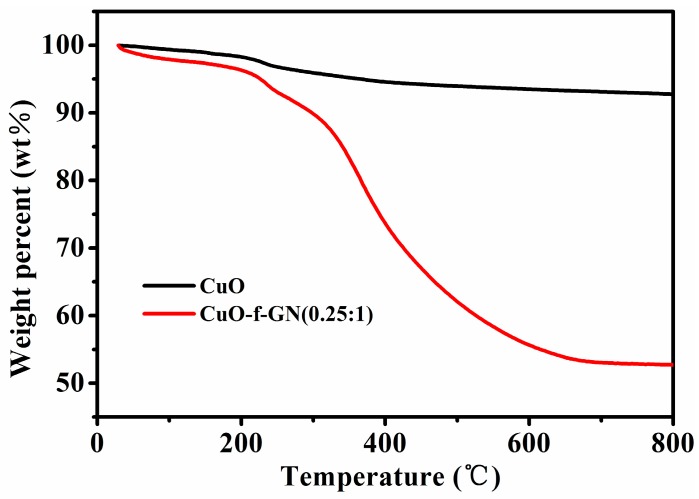 100
90
80
70
60
50
Weight percent (wt%)
CuO
CuO-f-GN(0.25:1)
0 200 400 600 800
Temperature (℃)